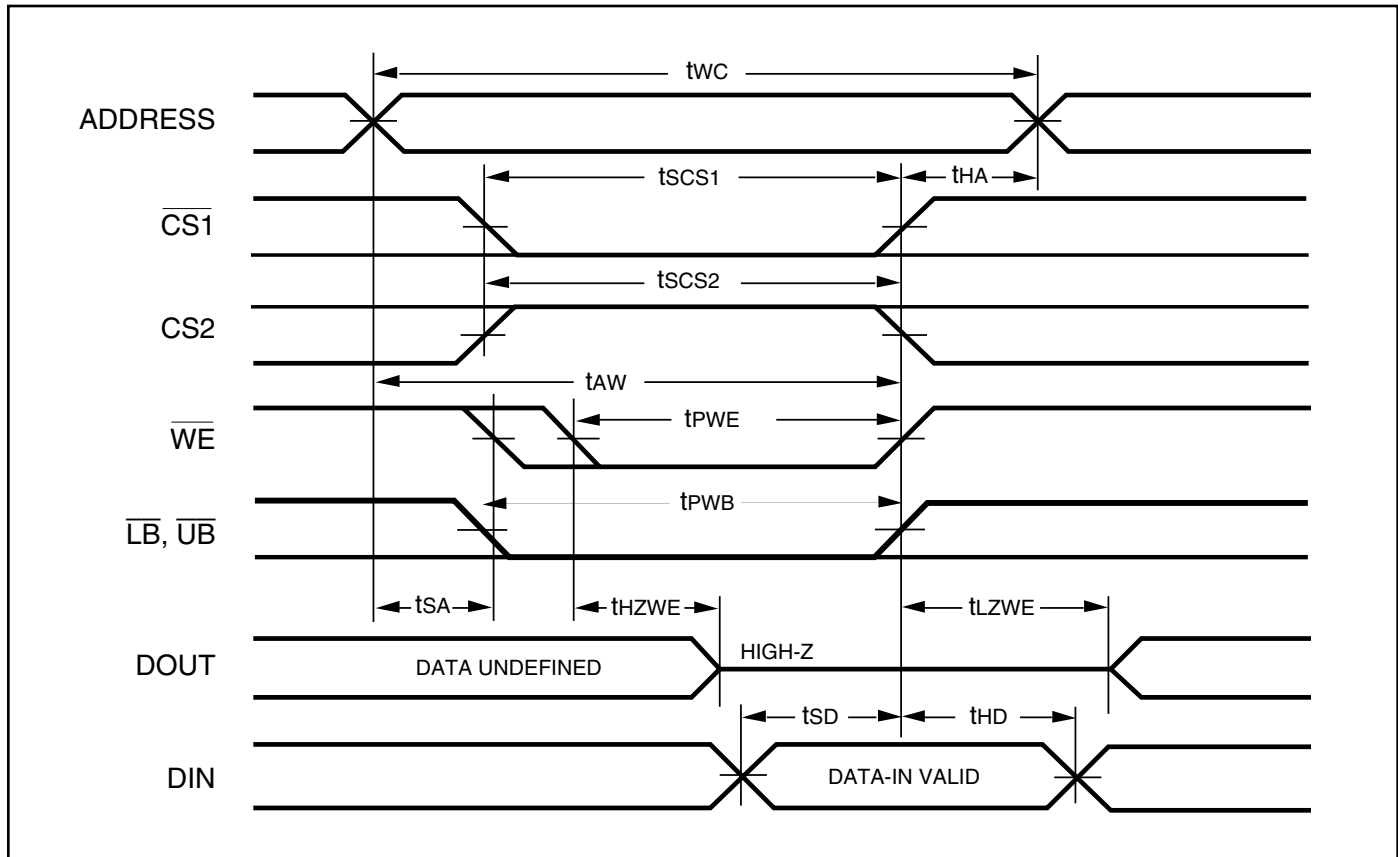 tWC
ADDRESS
tSCS1
tHA
CS1
tSCS2
CS2
tAW
WE
tPWE
tPWB
LB, UB
tSA
tHZWE
tLZWE
DOUT
DATA UNDEFINED
HIGH-Z
tSD
tHD
DIN
DATA-IN VALID